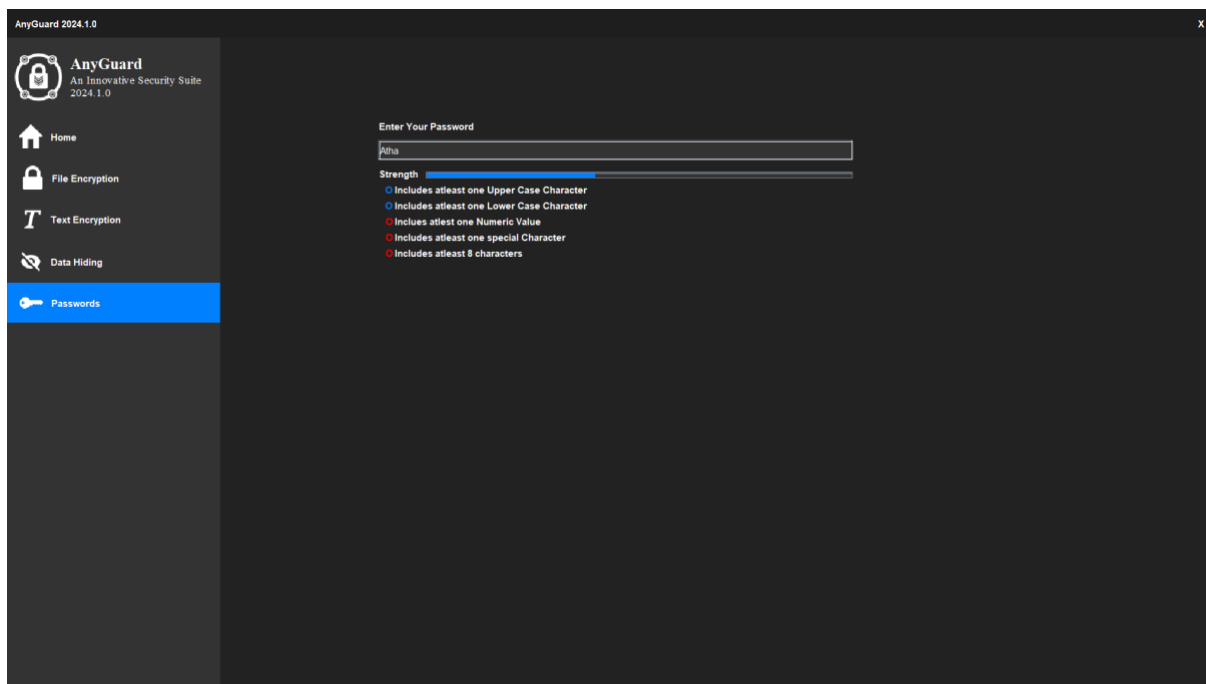 AnyGuard 2024.1.0
X
AnyGuard
An Innovative Security Suite
2024.1.0
Home
File Encryption
Text Encryption
Data Hiding
Passwords
Enter Your Password
Atha
Strength
Includes atleast one Upper Case Character
Includes atleast one Lower Case Character
Inclues atlest one Numeric Value
Includes atleast one special Character
Includes atleast 8 characters